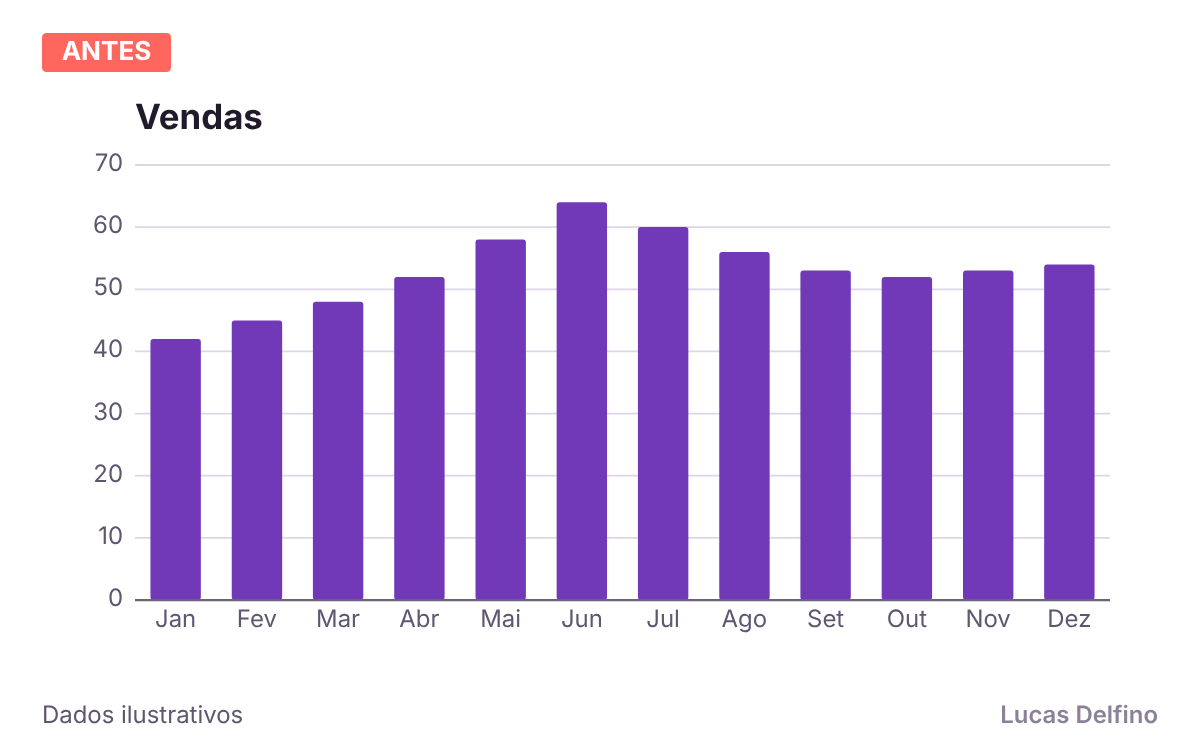 ANTES
Vendas
70
60
50
40
30
20
10
0
Jan Fev Mar Abr Mai Jun Jul Ago Set Out Nov Dez
Dados ilustrativos
Lucas Delfino